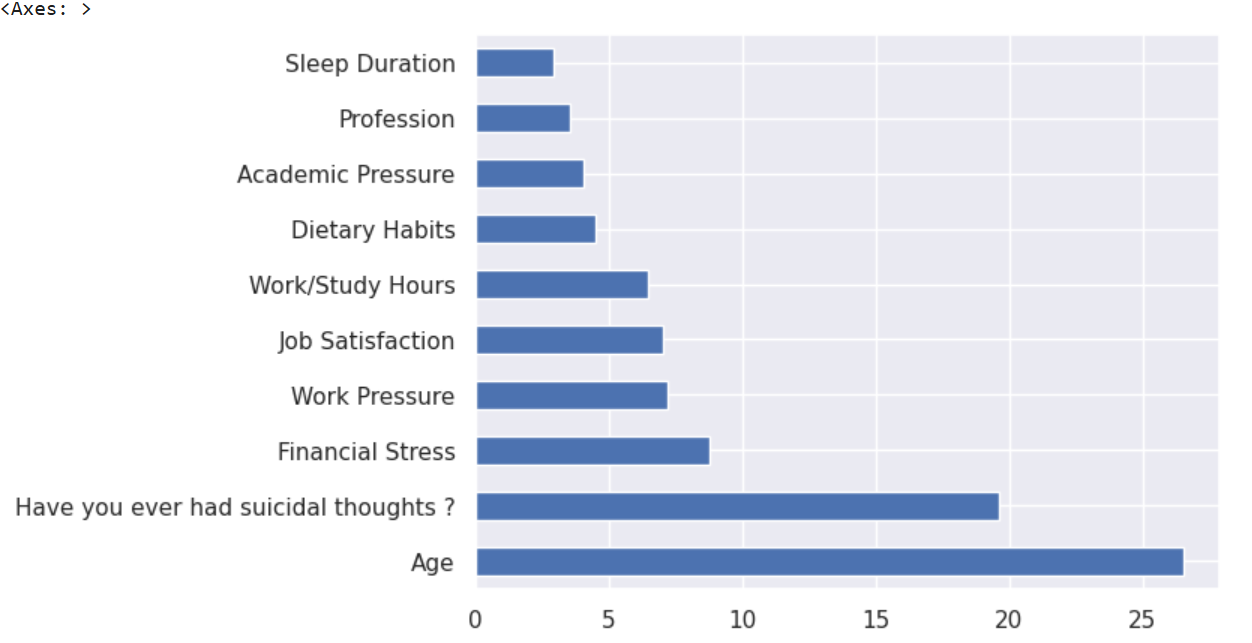 <Axes: >
Sleep Duration
Profession
Academic Pressure
Dietary Habits
Work/Study Hours
Job Satisfaction
Work Pressure
Financial Stress
Have you ever had suicidal thoughts ?
Age
0 5 10 15 20 25